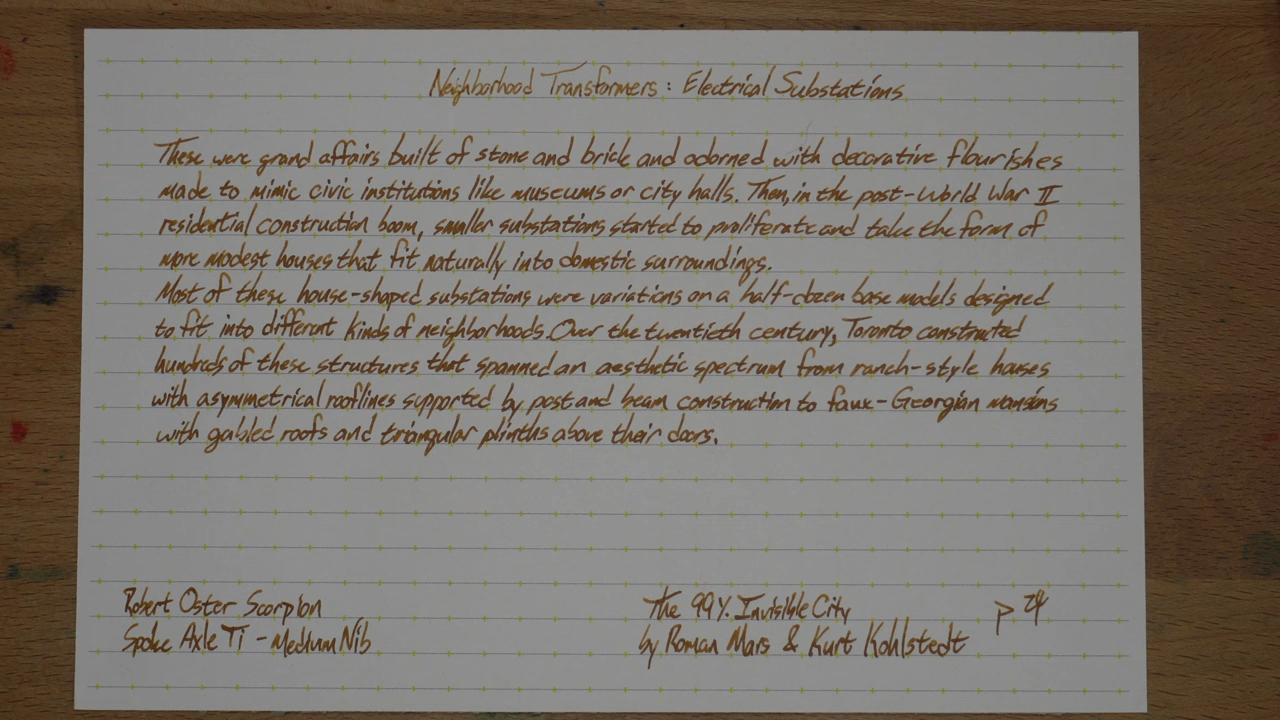 Neighborhood Transformers: Electrical Substations
These were grand affairs built of stone and brick and adorned with decorative flourishes
made to mimic civic institutions like museums or city halls. Then, in the post-World War II
residential construction boom, smaller substations started to proliferate and take the form of
more modest houses that fit naturally into domestic surroundings.
Most of these house-shaped substations were variations on a half-dozen base models designed
to fit into different kinds of neighborhoods. Over the twentieth century, Toronto constructed
hundreds of these structures that spanned an aesthetic spectrum from ranch-style houses
with asymmetrical rooflines supported by post and beam construction to faux-Georgian mansions
with gabled roofs and triangular plinths above their doors.
Robert Oster Scorpion
Spoke Axle Ti - Medium Nib
The 99% Invisible City
by Roman Mars & Kurt Kohlstedt
p 24